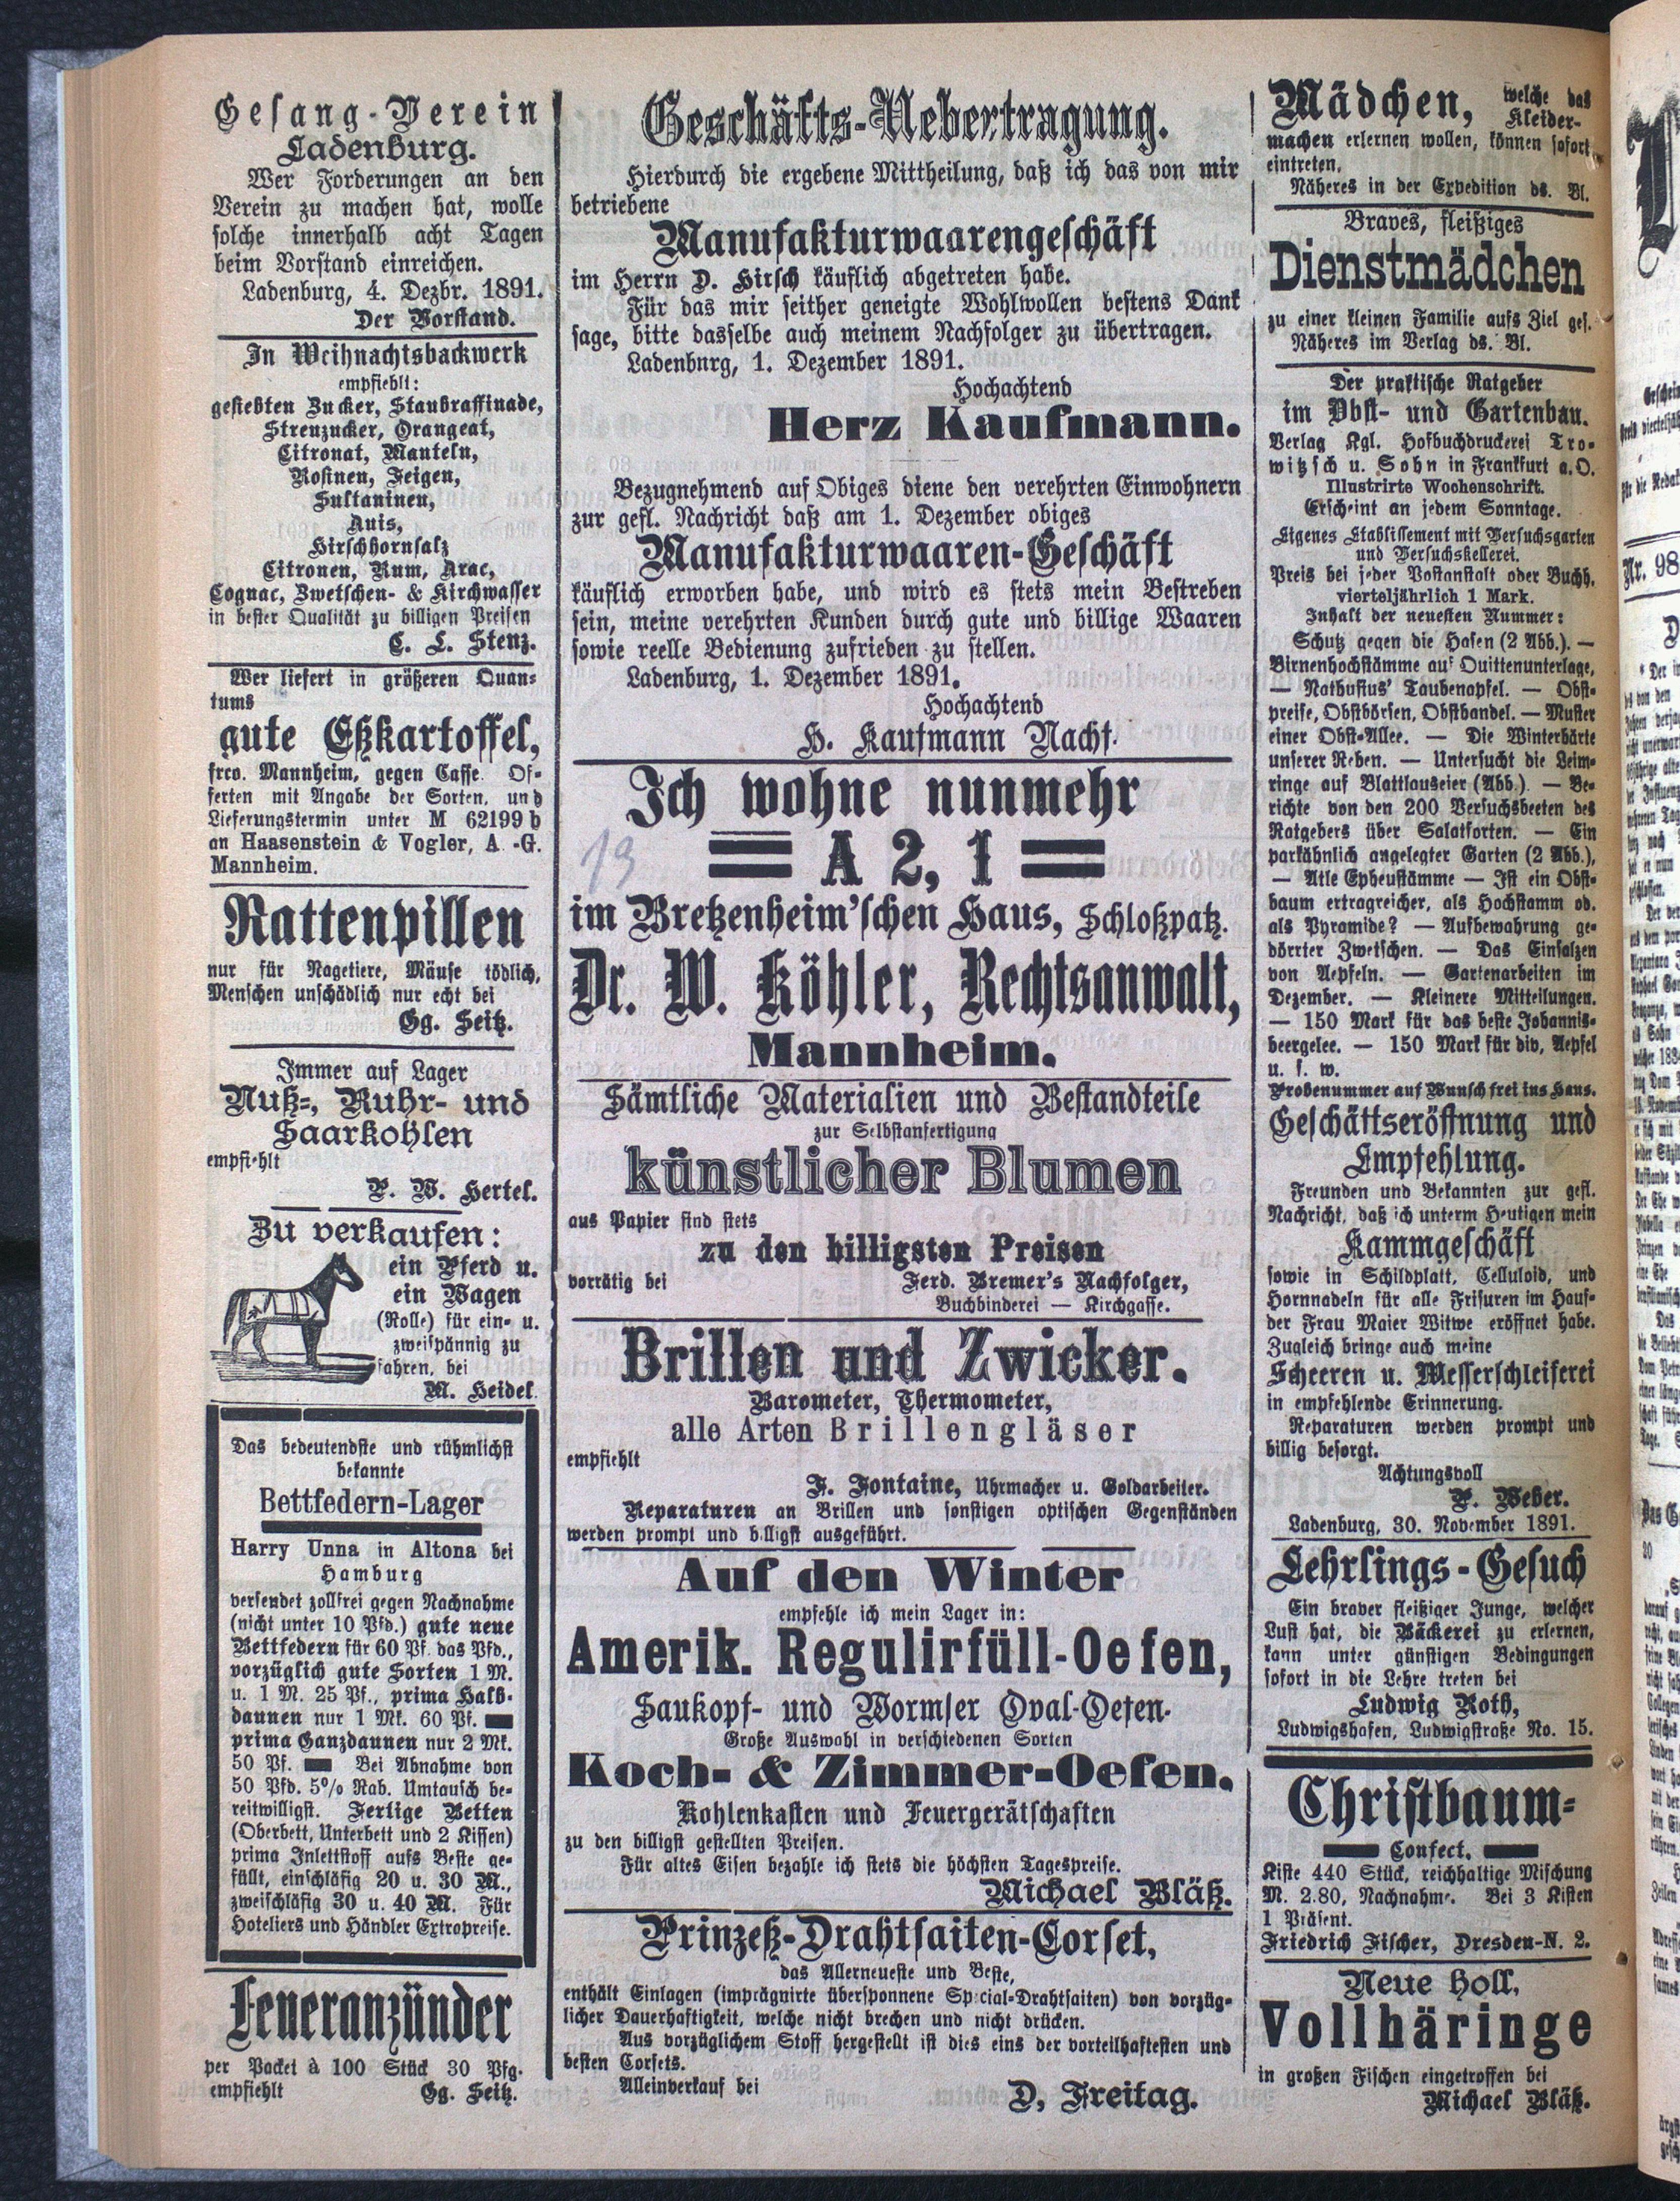 Gesang-Verein
Ladenburg.
Wer Forderungen an den
Verein zu machen hat, wolle
solche innerhalb acht Tagen
beim Vorstand einreichen.
Ladenburg, 4. Dezbr. 1891.
Der Vorstand.
In Weihnachtsbackwerk
empfiehlt:
gesiebten Zucker, Staubraffinade,
Streuzucker, Orangeat,
Citronat, Manteln,
Rosinen, Feigen,
Sultaninen,
Anis,
Hirschhornsalz
Citronen, Rum, Arac,
Cognac, Zwetschen- & Kirchwasser
in bester Qualität zu billigen Preisen
C. L. Stenz.
Wer liefert in größeren Quan-
tums
gute Eßkartoffel,
frco. Mannheim, gegen Casse. Of-
ferten mit Angabe der Sorten, und
Lieferungstermin unter M 62199 b
an Haasenstein & Vogler, A.-G.
Mannheim.
Rattenpillen
nur für Nagetiere, Mäuse tödlich,
Menschen unschädlich nur echt bei
Gg. Seitz.
Immer auf Lager
Nuß-, Ruhr- und
Saarkohlen
empfiehlt
P. W. Hertel.
Zu verkaufen:
ein Pferd u.
ein Wagen
(Rolle) für ein- u.
zweispännig zu
fahren, bei
M. Heidel.
Das bedeutendste und rühmlichst
bekannte
Bettfedern-Lager
Harry Unna in Altona bei
Hamburg
versendet zollfrei gegen Nachnahme
(nicht unter 10 Pfd.) gute neue
Bettfedern für 60 Pf. das Pfd.,
vorzüglich gute Sorten 1 M.
u. 1 M. 25 Pf., prima Halb-
daunen nur 1 Mk. 60 Pf.
prima Ganzdaunen nur 2 Mk.
50 Pf. Bei Abnahme von
50 Pfd. 5% Rab. Umtausch be-
reitwilligst. Fertige Betten
(Oberbett, Unterbett und 2 Kissen)
prima Inlettstoff aufs Beste ge-
füllt, einschläfig 20 u. 30 M.,
zweischläfig 30 u. 40 M. Für
Hoteliers und Händler Extrapreise.
Feueranzünder
per Packet à 100 Stück 30 Pfg.
empfiehlt Gg. Seitz.
Geschäfts-Uebertragung.
Hierdurch die ergebene Mittheilung, daß ich das von mir
betriebene
Manufakturwaarengeschäft
im Herrn D. Hirsch käuflich abgetreten habe.
Für das mir seither geneigte Wohlwollen bestens Dank
sage, bitte dasselbe auch meinem Nachfolger zu übertragen.
Ladenbnrg, 1. Dezember 1891.
Hochachtend
Herz Kaufmann.
Bezugnehmend auf Obiges diene den verehrten Einwohnern
zur gefl. Nachricht daß am 1. Dezember obiges
Manufakturwaaren-Geschäft
käuflich erworben habe, und wird es stets mein Bestreben
sein, meine verehrten Kunden durch gute und billige Waaren
sowie reelle Bedienung zufrieden zu stellen.
Ladenburg, 1. Dezember 1891.
Hochachtend
H. Kaufmann Nachf.
Ich wohne nunmehr
A 2, 1
19
im Bretzenheim'schen Haus, Schloßpatz.
Dr. W. Köhler, Rechtsanwalt,
Mannheim.
Sämtliche Materialien und Bestandteile
zur Selbstanfertigung
künstlicher Blumen
aus Papier sind stets
zu den billigsten Preisen
vorrätig bei Ferd. Bremer's Nachfolger,
Buchbinderei — Kirchgasse.
Brillen und Zwicker.
Barometer, Thermometer,
alle Arten Brillengläser
empfiehlt
F. Fontaine, Uhrmacher u. Goldarbeiter.
Reparaturen an Brillen und sonstigen optischen Gegenständen
werden prompt und billigst ausgeführt.
Auf den Winter
empfehle ich mein Lager in:
Amerik. Regulirfüll-Oefen,
Saukopf- und Wormser Oval-Oefen.
Große Auswahl in verschiedenen Sorten
Koch- & Zimmer-Oefen,
Kohlenkasten und Feuergerätschaften
zu den billigst gestellten Preisen.
Für altes Eisen bezahle ich stets die höchsten Tagespreise.
Michael Bläß.
Prinzeß-Drahtsaiten-Corset,
das Allerneueste und Beste,
enthält Einlagen (imprägnirte übersponnene Special-Drahtsaiten) von vorzüg-
licher Dauerhaftigkeit, welche nicht brechen und nicht drücken.
Aus vorzüglichem Stoff hergestellt ist dies eins der vorteilhaftesten und
besten Corsets.
Alleinverkauf bei D. Freitag.
Mädchen, welche das
Kleider-
machen erlernen wollen, können sofort
eintreten.
Näheres in der Expedition ds. Bl.
Braves, fleißiges
Dienstmädchen
zu einer kleinen Familie aufs Ziel ges.
Näheres im Verlag ds. Bl.
Der praktische Ratgeber
im Obst- und Gartenbau.
Verlag Kgl. Hofbuchdruckerei Tro-
witzsch u. Sohn in Frankfurt a. O.
Illustrirte Wochenschrift.
Erscheint an jedem Sonntage.
Eigenes Etablissement mit Versuchsgarten
und Versuchskellerei.
Preis bei jeder Postanstalt oder Buchh.
vierteljährlich 1 Mark.
Inhalt der neuesten Nummer:
Schutz gegen die Hasen (2 Abb.). —
Birnenhochstämme auf Quittenunterlage,
— Nathusius' Taubenapfel. — Obst-
preise, Obstbörsen, Obsthandel. — Muster
einer Obst-Allee. — Die Winterhärte
unserer Reben. — Untersucht die Leim-
ringe auf Blattlauseier (Abb.). — Be-
richte von den 200 Versuchsbeeten des
Ratgebers über Salatsorten. — Ein
parkähnlich angelegter Garten (2 Abb.),
— Atle Epheustämme — Ist ein Obst-
baum ertragreicher, als Hochstamm od.
als Pyramide? — Aufbewahrung ge-
dörrter Zwetschen. — Das Einsalzen
von Aepfeln. — Gartenarbeiten im
Dezember. — Kleinere Mitteilungen.
— 150 Mark für das beste Johannis-
beergelee. — 150 Mark für div. Aepfel
u. s. w.
Probenummer auf Wunsch frei ins Haus.
Geschäftseröffnung und
Empfehlung.
Freunden und Bekannten zur gefl.
Nachricht, daß ich unterm Heutigen mein
Kammgeschäft
sowie in Schildplatt, Celluloid, und
Hornnadeln für alle Frisuren im Hause
der Frau Maier Witwe eröffnet habe.
Zugleich bringe auch meine
Scheeren u. Messerschleiferei
in empfehlende Erinnerung.
Reparaturen werden prompt und
billig besorgt.
Achtungsvoll
P. Weber.
Ladenburg, 30. November 1891.
Lehrlings-Gesuch
Ein braver fleißiger Junge, welcher
Lust hat, die Bäckerei zu erlernen,
kann unter günstigen Bedingungen
sofort in die Lehre treten bei
Ludwig Roth,
Ludwigshafen, Ludwigstraße No. 15.
Christbaum-
Confect.
Kiste 440 Stück, reichhaltige Mischung
M. 2.80, Nachnahme. Bei 3 Kisten
1 Präsent.
Friedrich Fischer, Dresden-N. 2.
Neue holl.
Vollhäringe
in großen Fischen eingetroffen bei
Michael Bläß.
Nr. 98